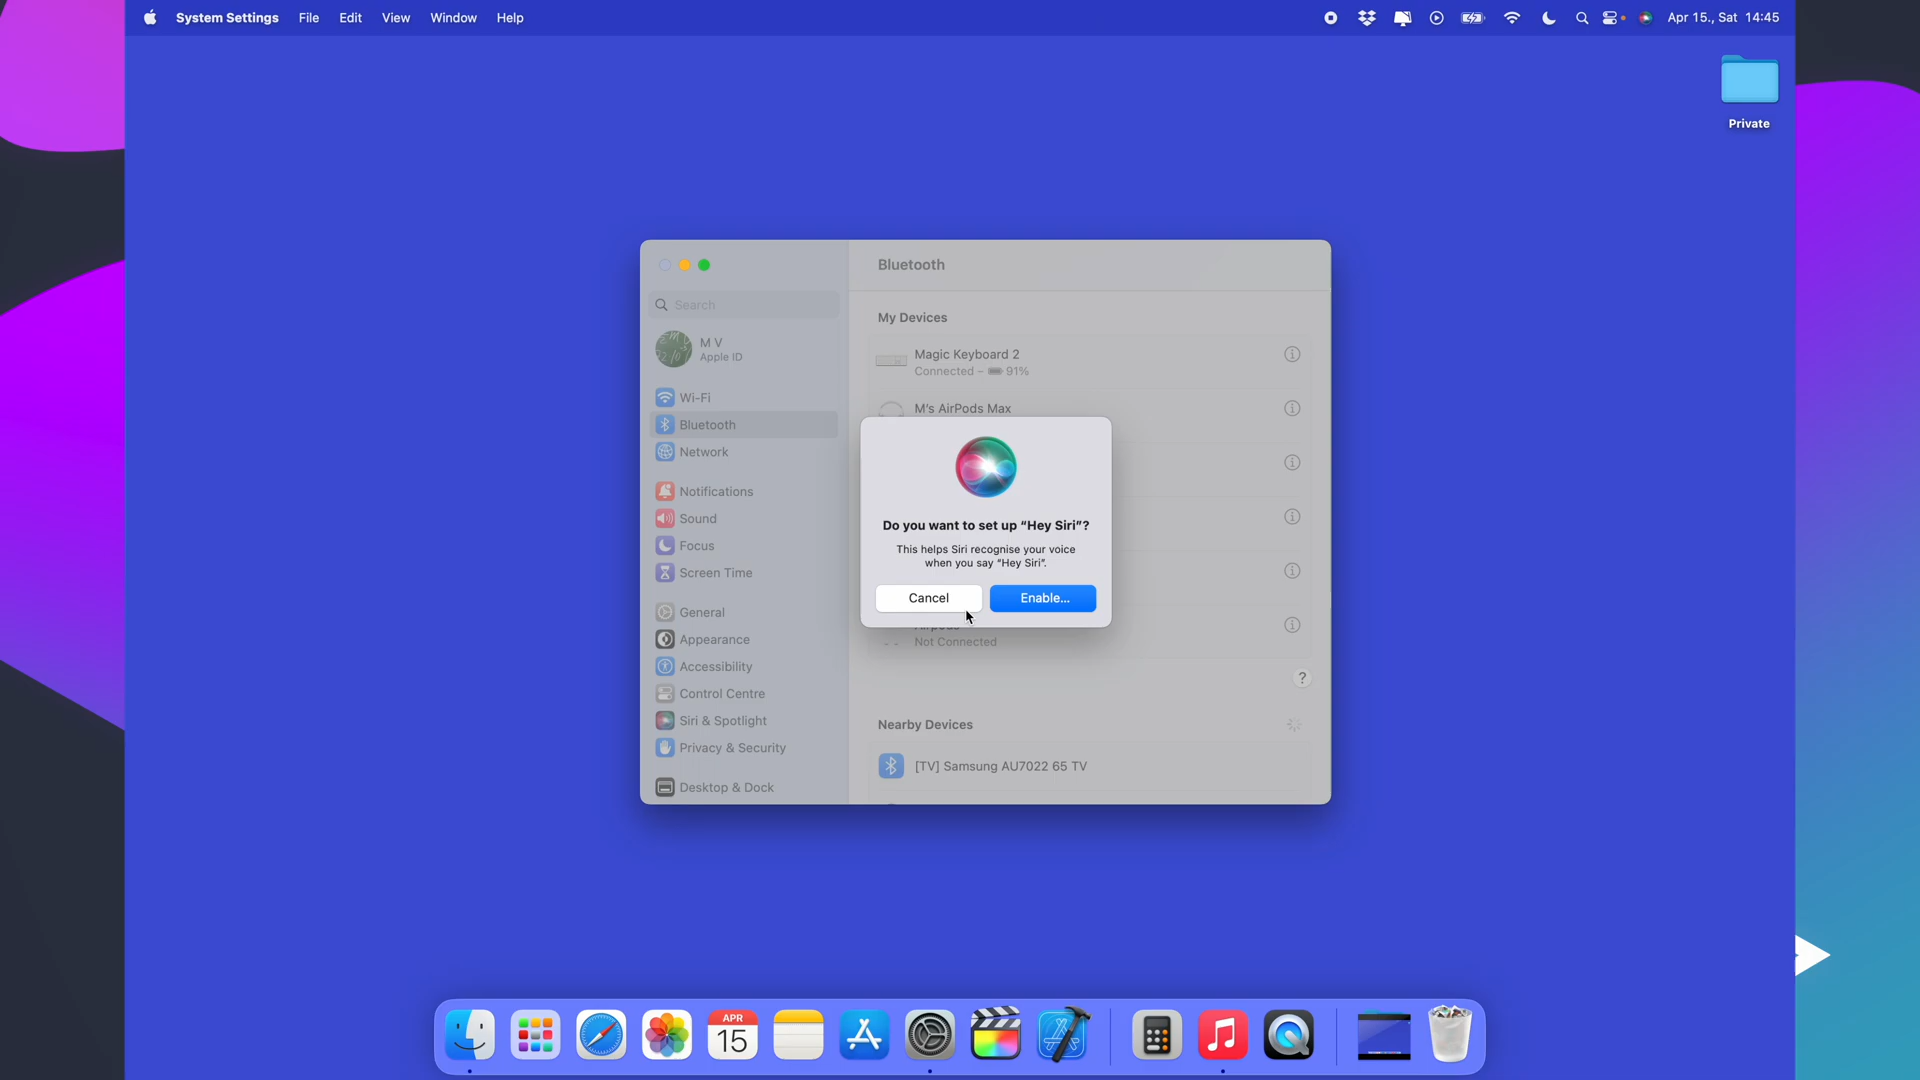 System Settings File Edit View Window Help Apr 15., Sat 14:45
Private
Bluetooth
Search
My Devices
M V
Apple ID
Magic Keyboard 2
Connected – 91%
Wi-Fi
M's AirPods Max
Bluetooth
Network
Notifications
Sound
Focus
Screen Time
Do you want to set up “Hey Siri”?
This helps Siri recognise your voice
when you say “Hey Siri”.
Cancel Enable...
Not Connected
General
Appearance
Accessibility
Control Centre
Siri & Spotlight
Privacy & Security
Desktop & Dock
?
Nearby Devices
[TV] Samsung AU7022 65 TV
APR
15